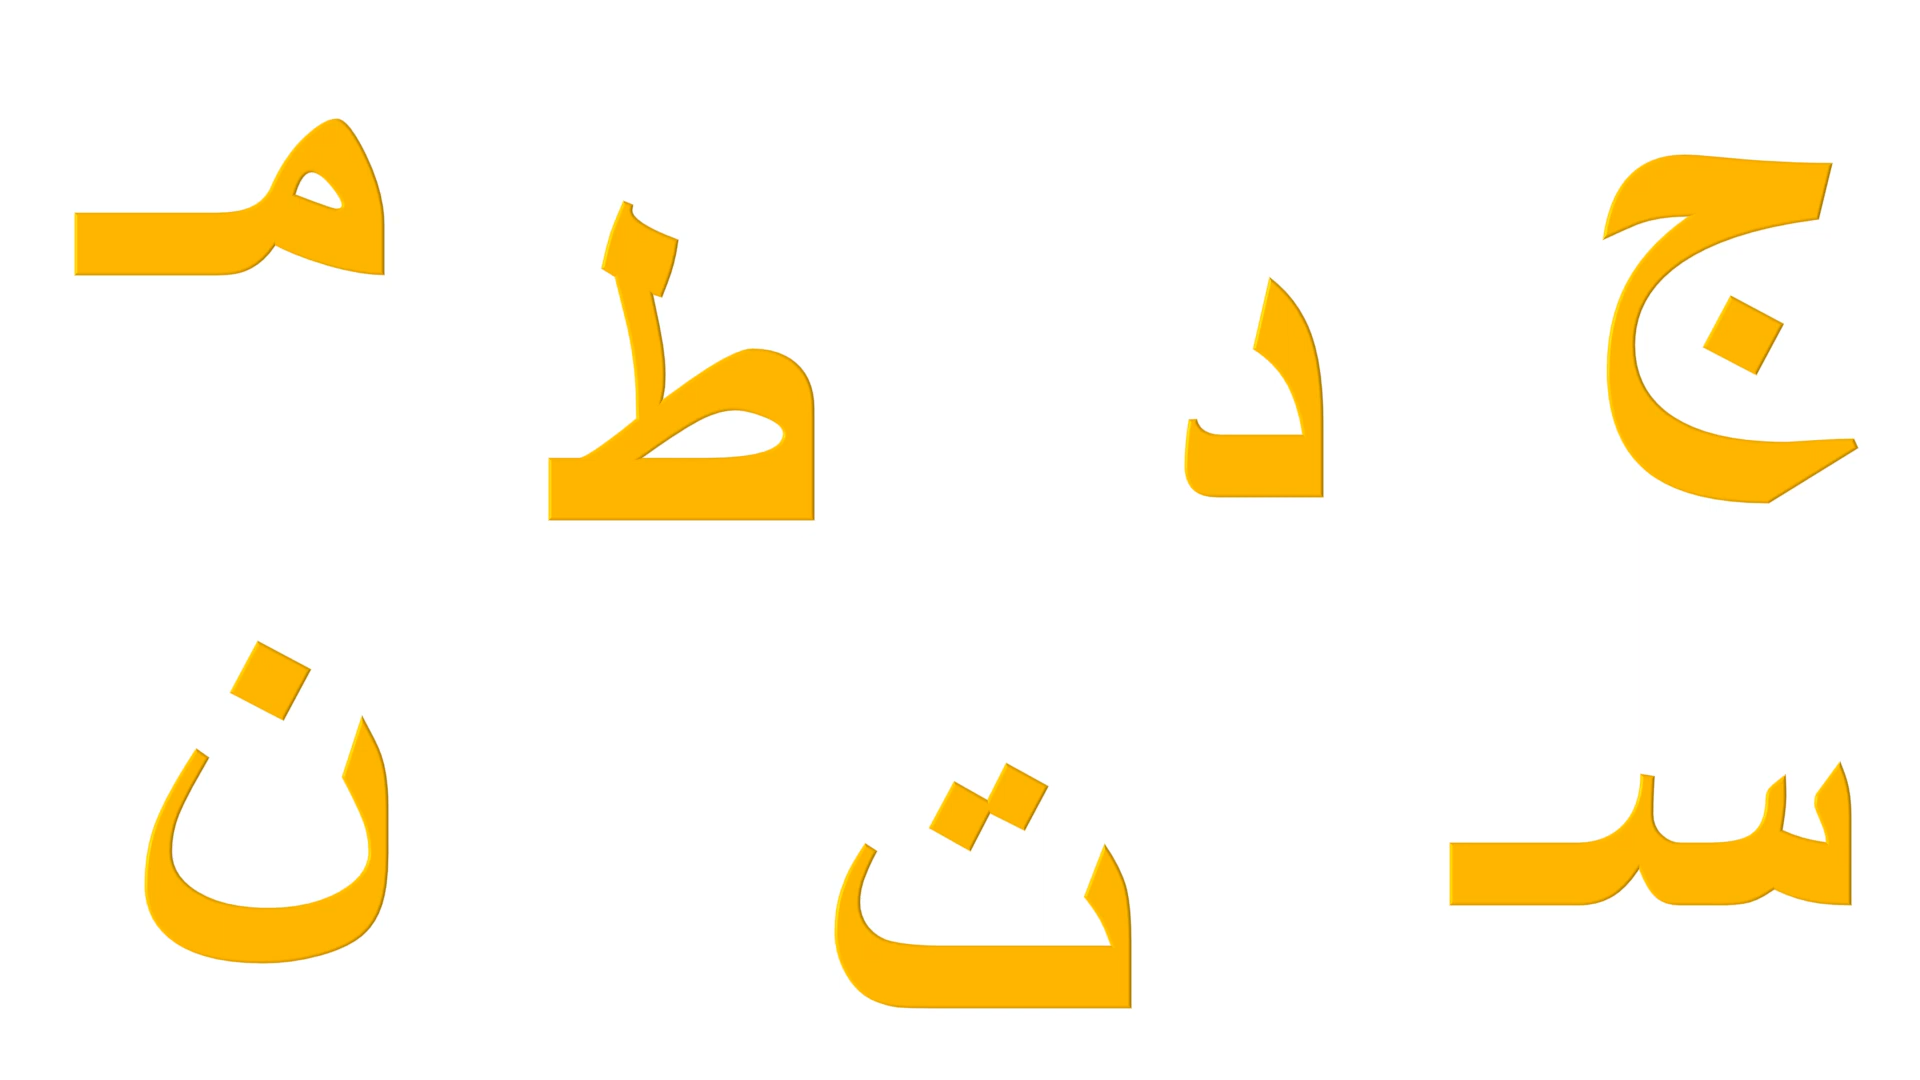 ج د ط مـ
سـ ت ن